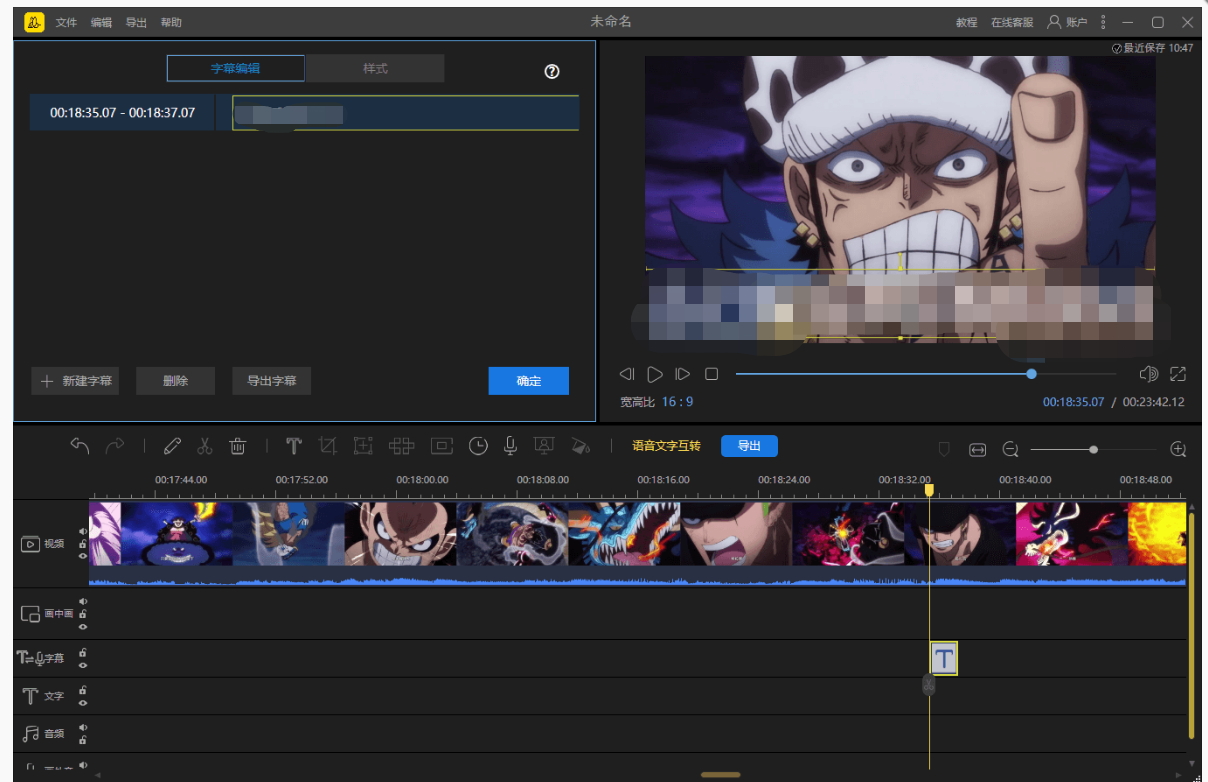 文件 编辑 导出 帮助 未命名 教程 在线客服 账户
最近保存 10:47
字幕编辑 样式
00:18:35.07 - 00:18:37.07
新建字幕 删除 导出字幕 确定
宽高比 16 : 9 00:18:35.07 / 00:23:42.12
语音文字互转 导出
00:17:44.00 00:17:52.00 00:18:00.00 00:18:08.00 00:18:16.00 00:18:24.00 00:18:32.00 00:18:40.00 00:18:48.00
视频
画中画
字幕
文字
音频